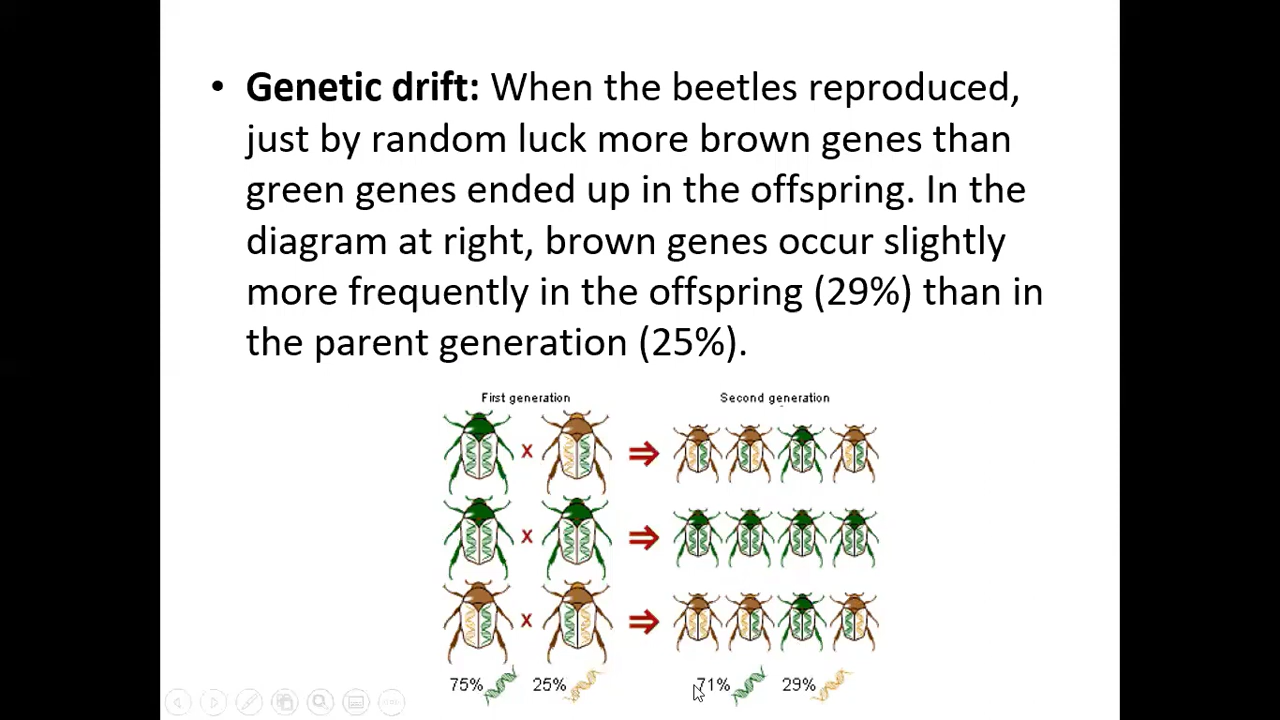 • Genetic drift: When the beetles reproduced,
just by random luck more brown genes than
green genes ended up in the offspring. In the
diagram at right, brown genes occur slightly
more frequently in the offspring (29%) than in
the parent generation (25%).
First generation Second generation
x
x
x
75% 25% 71% 29%